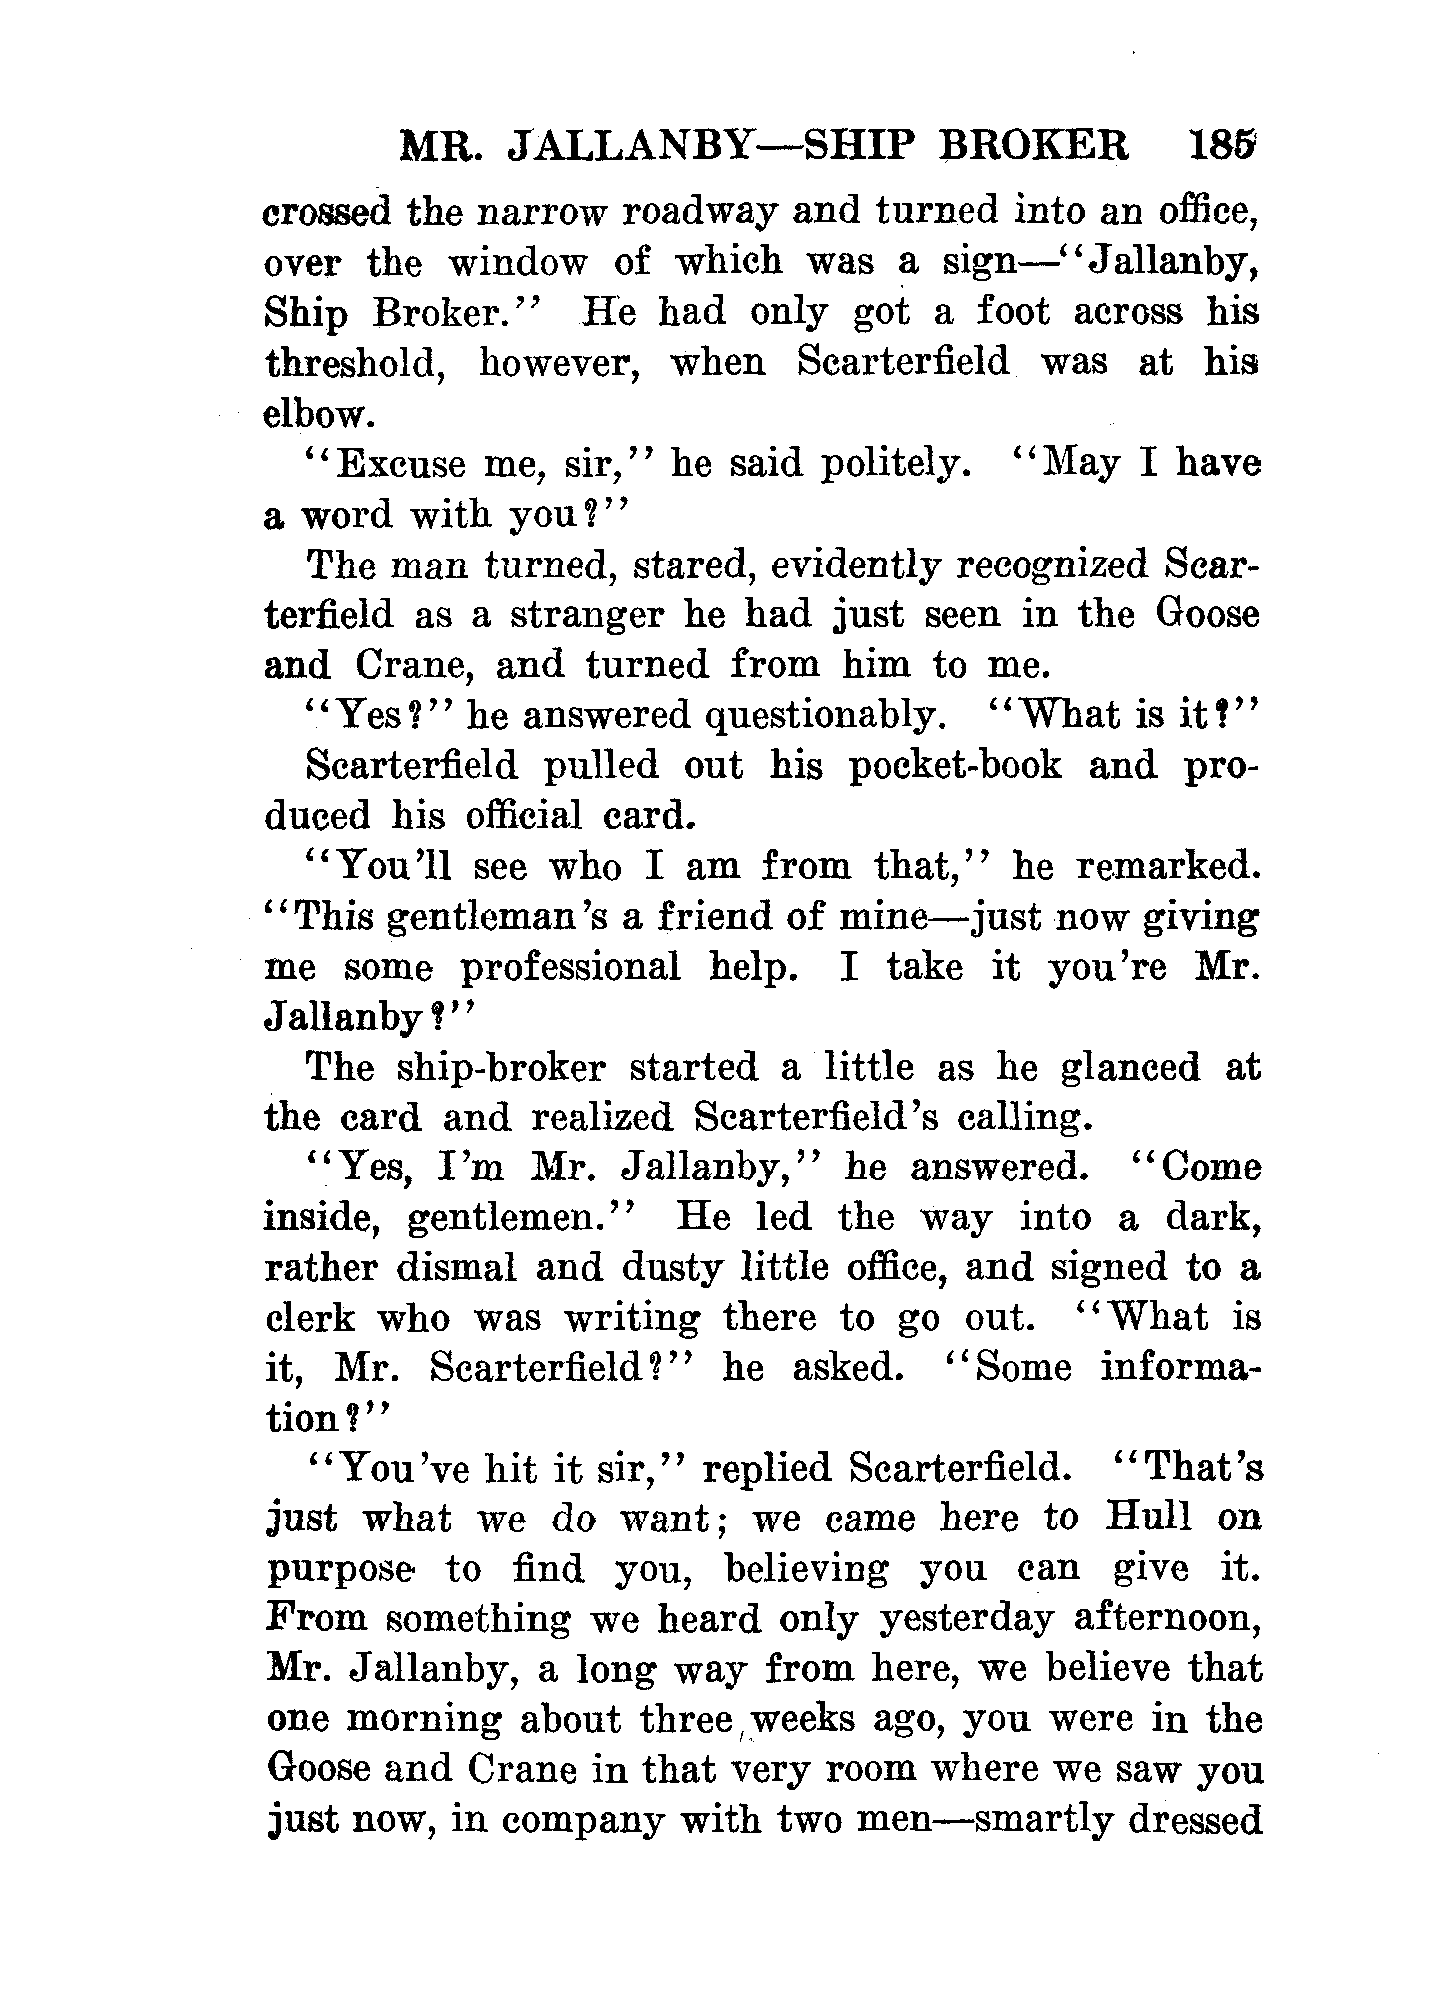 MR. JALLANBY—SHIP BROKER 185
crossed the narrow roadway and turned into an office,
over the window of which was a sign—"Jallanby,
Ship Broker." He had only got a foot across his
threshold, however, when Scarterfield was at his
elbow.
"Excuse me, sir," he said politely. "May I have
a word with you?"
The man turned, stared, evidently recognized Scar-
terfield as a stranger he had just seen in the Goose
and Crane, and turned from him to me.
"Yes?" he answered questionably. "What is it?"
Scarterfield pulled out his pocket-book and pro-
duced his official card.
"You'll see who I am from that," he remarked.
"This gentleman's a friend of mine—just now giving
me some professional help. I take it you're Mr.
Jallanby?"
The ship-broker started a little as he glanced at
the card and realized Scarterfield's calling.
"Yes, I'm Mr. Jallanby," he answered. "Come
inside, gentlemen." He led the way into a dark,
rather dismal and dusty little office, and signed to a
clerk who was writing there to go out. "What is
it, Mr. Scarterfield?" he asked. "Some informa-
tion?"
"You've hit it sir," replied Scarterfield. "That's
just what we do want; we came here to Hull on
purpose to find you, believing you can give it.
From something we heard only yesterday afternoon,
Mr. Jallanby, a long way from here, we believe that
one morning about three weeks ago, you were in the
Goose and Crane in that very room where we saw you
just now, in company with two men—smartly dressed